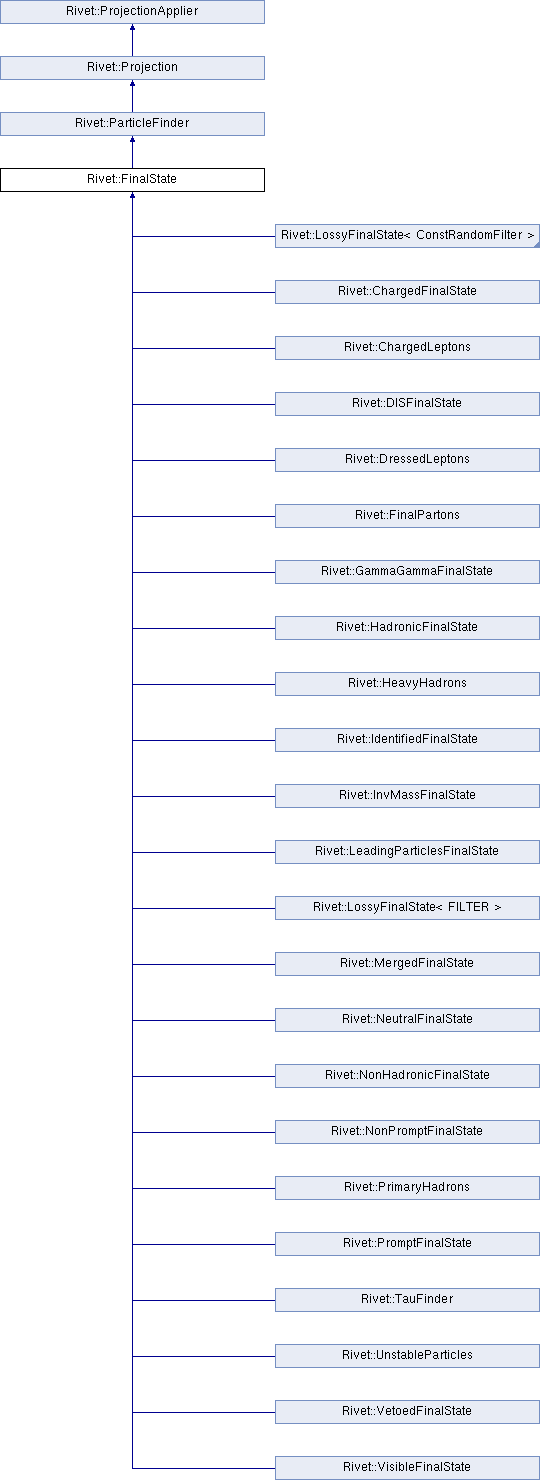 Rivet::ProjectionApplier
Rivet::Projection
Rivet::ParticleFinder
Rivet::FinalState
Rivet::LossyFinalState< ConstRandomFilter >
Rivet::ChargedFinalState
Rivet::ChargedLeptons
Rivet::DISFinalState
Rivet::DressedLeptons
Rivet::FinalPartons
Rivet::GammaGammaFinalState
Rivet::HadronicFinalState
Rivet::HeavyHadrons
Rivet::IdentifiedFinalState
Rivet::InvMassFinalState
Rivet::LeadingParticlesFinalState
Rivet::LossyFinalState< FILTER >
Rivet::MergedFinalState
Rivet::NeutralFinalState
Rivet::NonHadronicFinalState
Rivet::NonPromptFinalState
Rivet::PrimaryHadrons
Rivet::PromptFinalState
Rivet::TauFinder
Rivet::UnstableParticles
Rivet::VetoedFinalState
Rivet::VisibleFinalState